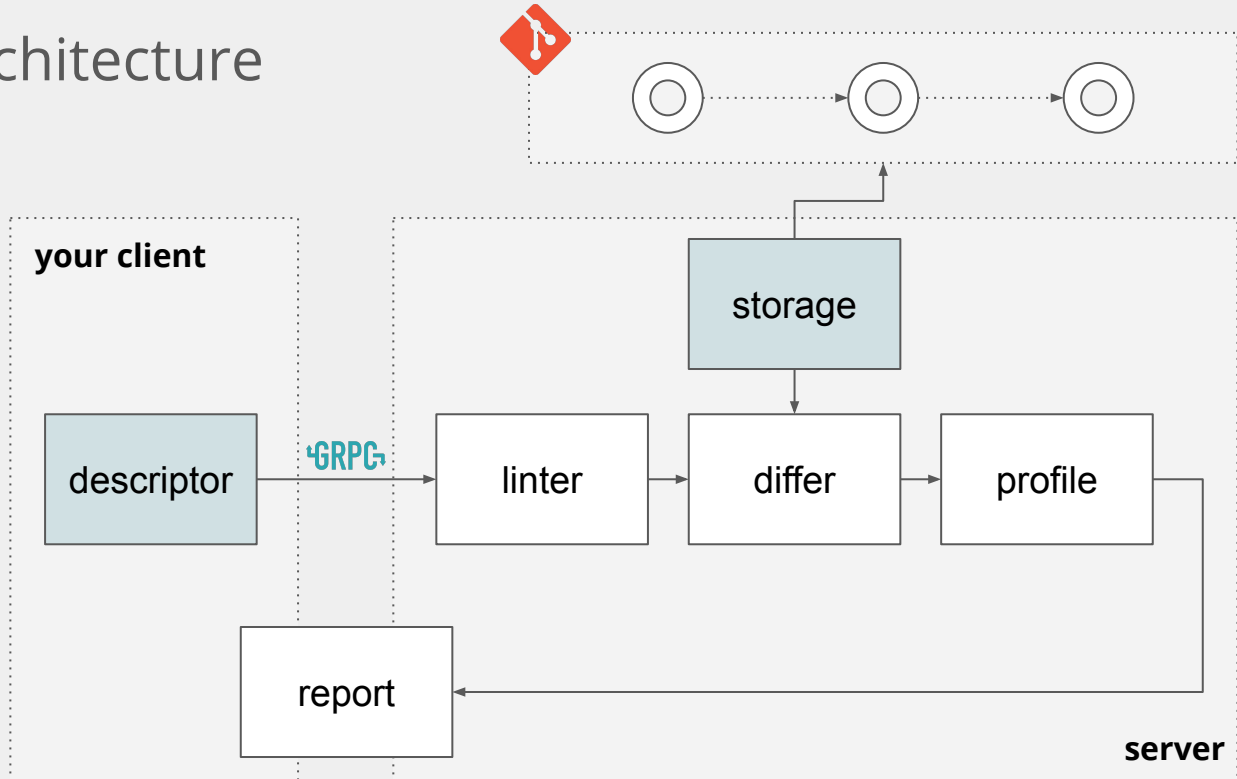 chitecture
your client
storage
descriptor
GRPC
linter
differ
profile
report
server